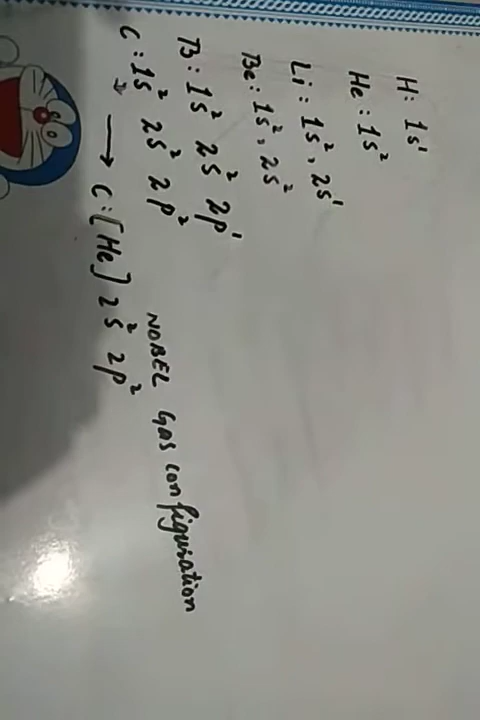 H: 1s¹
He: 1s²
Li: 1s², 2s¹
Be: 1s², 2s²
B: 1s² 2s² 2p¹
C: 1s² 2s² 2p²
NOBEL Gas configuration
→ C: [He] 2s² 2p²